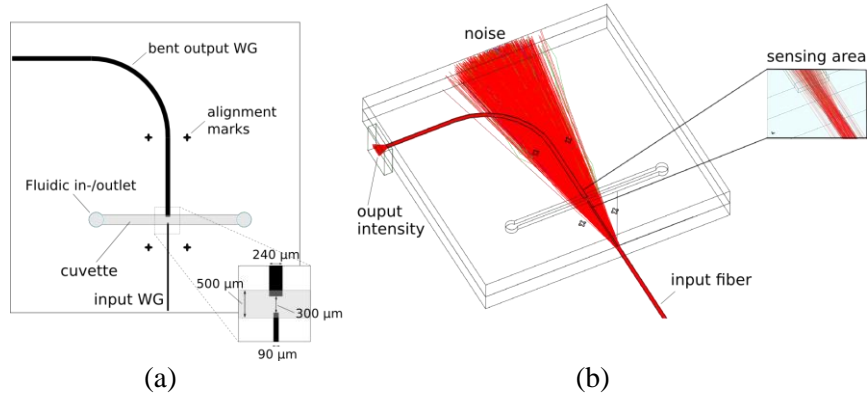 bent output WG
alignment
marks
Fluidic in-/outlet
cuvette
input WG
240 µm
500 µm
300 µm
90 µm
(a)
noise
sensing area
ouput
intensity
input fiber
(b)